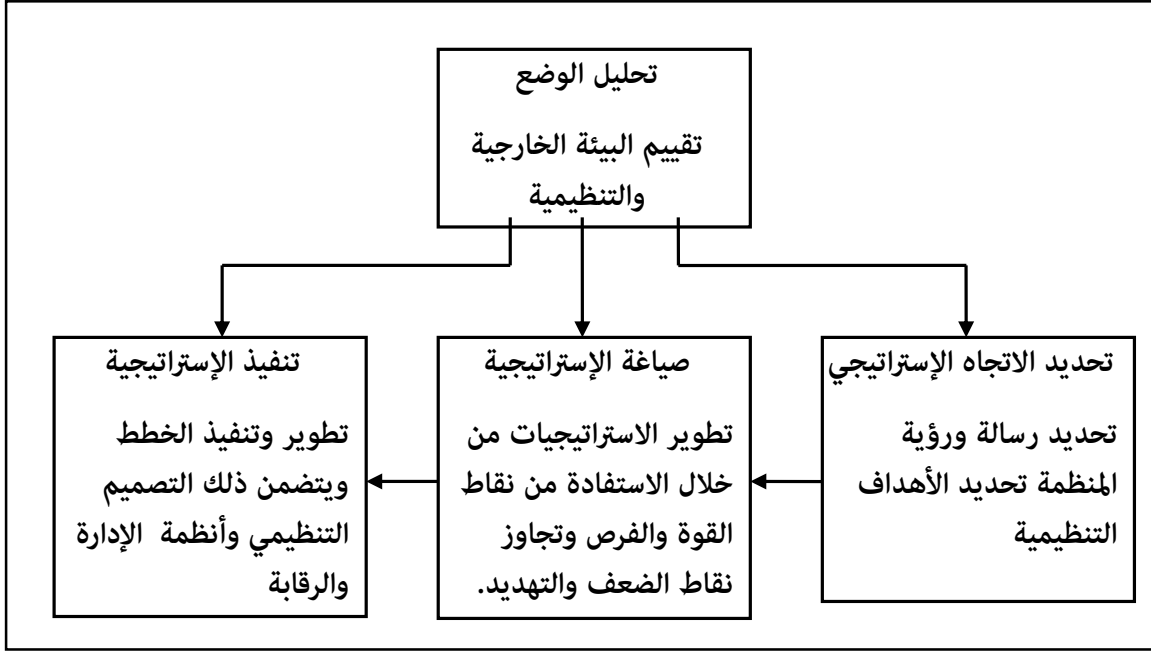 تحليل الوضع
تقييم البيئة الخارجية
والتنظيمية
تحديد الاتجاه الإستراتيجي
تحديد رسالة ورؤية
المنظمة تحديد الأهداف
التنظيمية
صياغة الإستراتيجية
تطوير الاستراتيجيات من
خلال الاستفادة من نقاط
القوة والفرص وتجاوز
نقاط الضعف والتهديد.
تنفيذ الإستراتيجية
تطوير وتنفيذ الخطط
ويتضمن ذلك التصميم
التنظيمي وأنظمة الإدارة
والرقابة